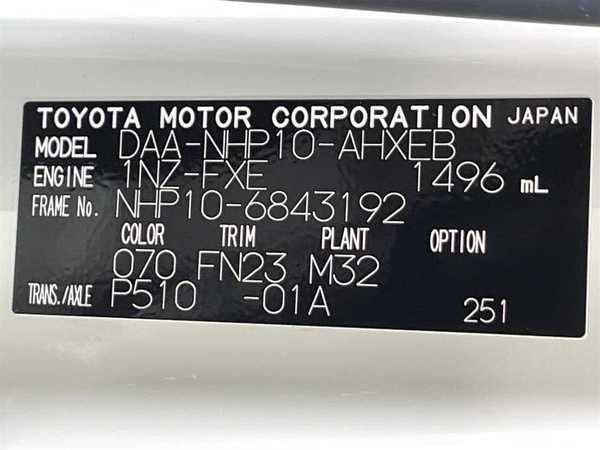 TOYOTA MOTOR CORPORATION JAPAN
MODEL DAA-NHP10-AHXEB
ENGINE 1NZ-FXE 1496 mL
FRAME No. NHP10-6843192
COLOR TRIM PLANT OPTION
070 FN23 M32
TRANS./AXLE P510 -01A 251